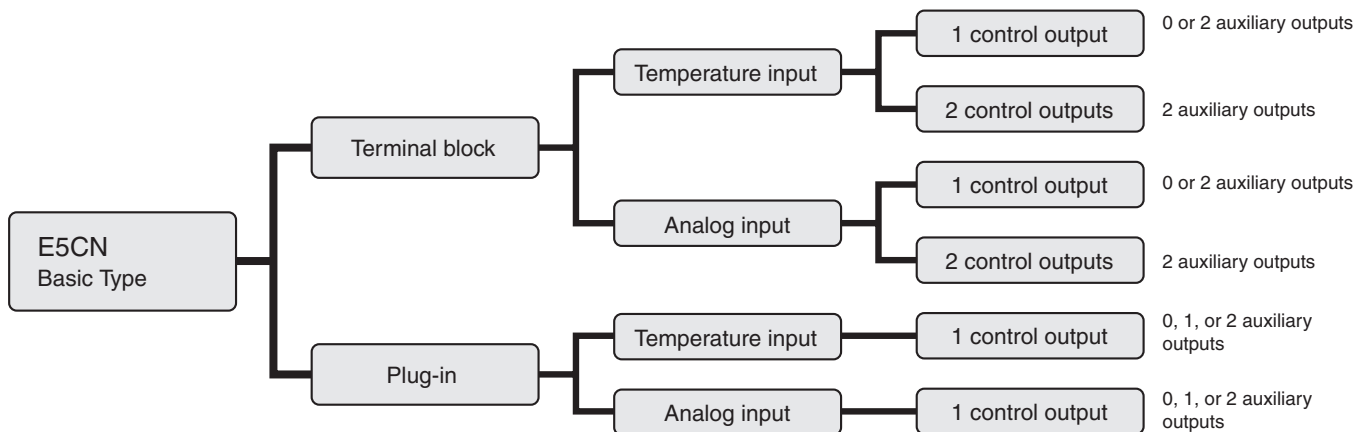 E5CN
Basic Type
Terminal block
Temperature input
1 control output
0 or 2 auxiliary outputs
2 control outputs
2 auxiliary outputs
Analog input
1 control output
0 or 2 auxiliary outputs
2 control outputs
2 auxiliary outputs
Plug-in
Temperature input
1 control output
0, 1, or 2 auxiliary
outputs
Analog input
1 control output
0, 1, or 2 auxiliary
outputs